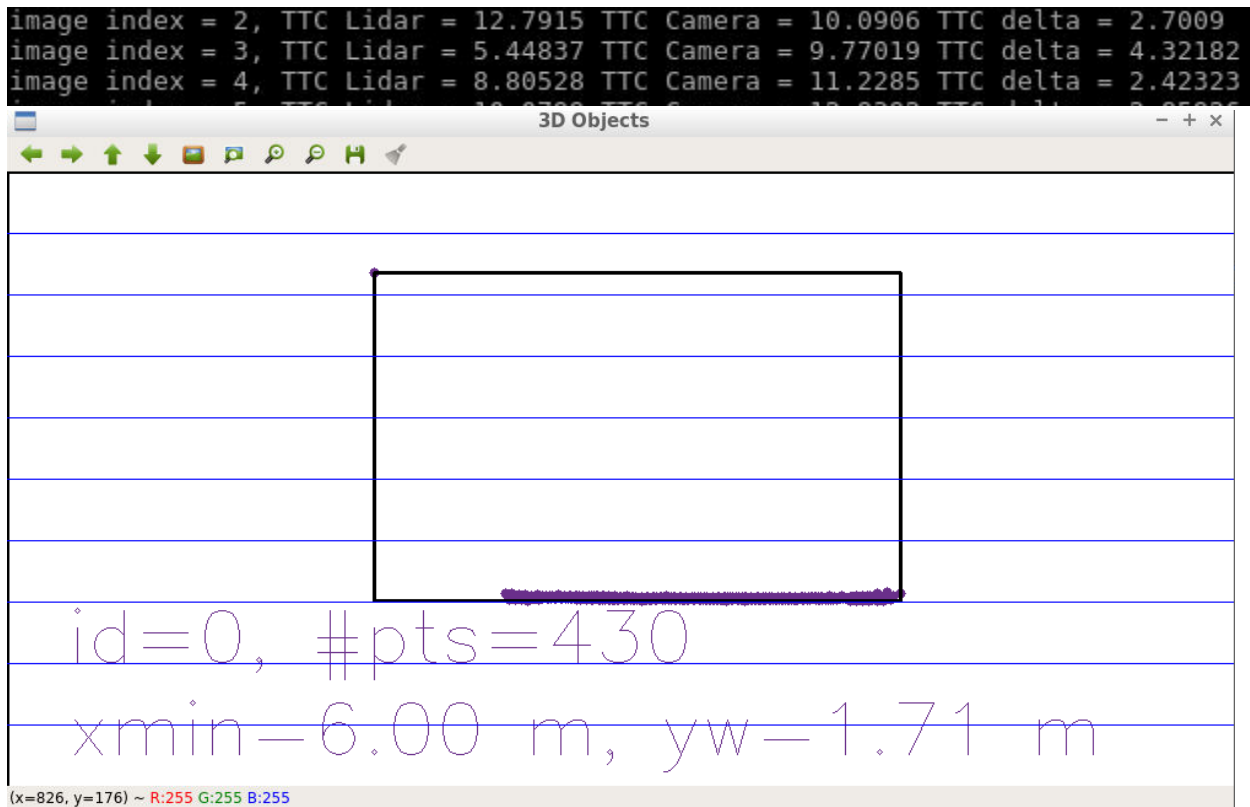 image index = 2, TTC Lidar = 12.7915 TTC Camera = 10.0906 TTC delta = 2.7009
image index = 3, TTC Lidar = 5.44837 TTC Camera = 9.77019 TTC delta = 4.32182
image index = 4, TTC Lidar = 8.80528 TTC Camera = 11.2285 TTC delta = 2.42323
3D Objects
id=0, #pts=430
xmin=6.00 m, yw=1.71 m
(x=826, y=176) ~ R:255 G:255 B:255